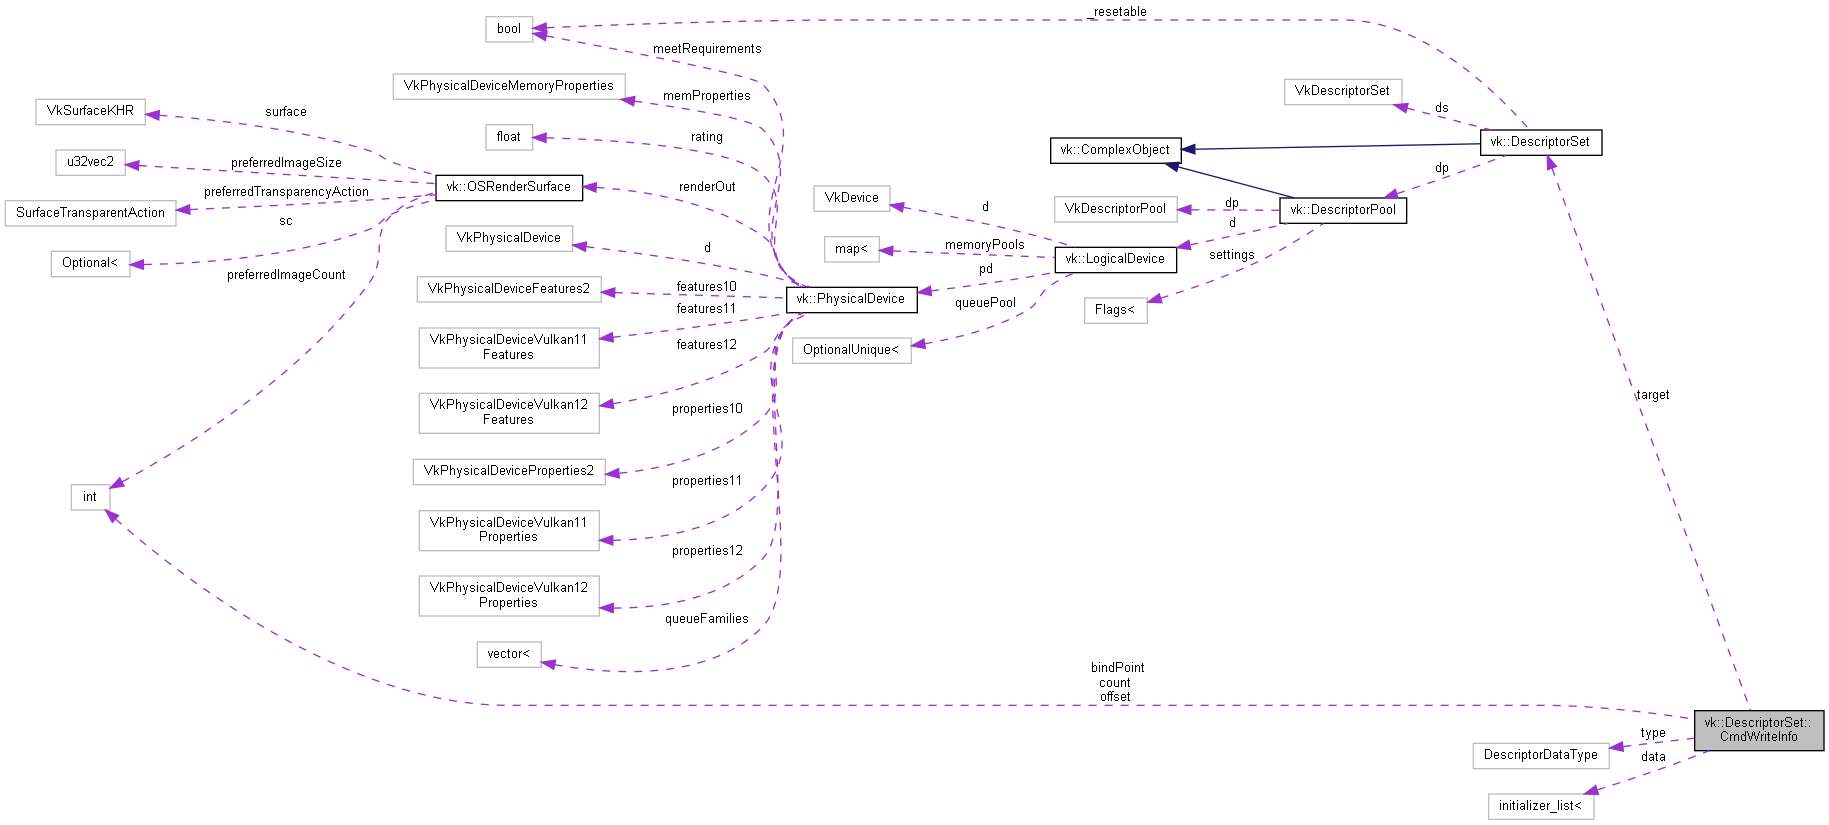 _resetable
bool
meetRequirements
VkPhysicalDeviceMemoryProperties
memProperties
VkDescriptorSet
VkSurfaceKHR
surface
ds
float
rating
vk::DescriptorSet
vk::ComplexObject
u32vec2
preferredImageSize
dp
vk::OSRenderSurface
renderOut
preferredTransparencyAction
VkDevice
d
SurfaceTransparentAction
sc
VkDescriptorPool
dp
vk::DescriptorPool
d
VkPhysicalDevice
d
map<
memoryPools
vk::LogicalDevice
settings
Optional<
preferredImageCount
pd
VkPhysicalDeviceFeatures2
features10
vk::PhysicalDevice
queuePool
Flags<
features11
VkPhysicalDeviceVulkan11
Features
features12
OptionalUnique<
VkPhysicalDeviceVulkan12
Features
properties10
target
VkPhysicalDeviceProperties2
properties11
int
VkPhysicalDeviceVulkan11
Properties
properties12
VkPhysicalDeviceVulkan12
Properties
queueFamilies
vector<
bindPoint
count
offset
vk::DescriptorSet::
CmdWriteInfo
type
DescriptorDataType
data
initializer_list<